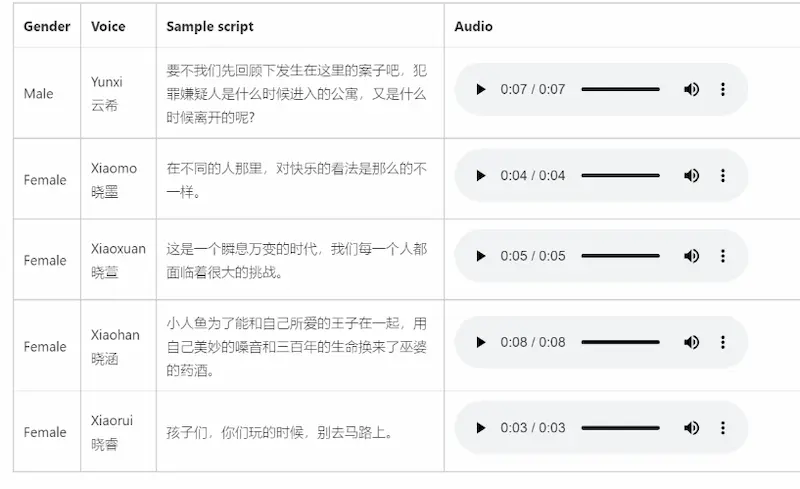 Gender Voice Sample script Audio
Male
Yunxi
云希
要不我们先回顾下发生在这里的案子吧，犯
罪嫌疑人是什么时候进入的公寓，又是什么
时候离开的呢?
0:07 / 0:07
Female
Xiaomo
晓墨
在不同的人那里，对快乐的看法是那么的不
一样。
0:04 / 0:04
Female
Xiaoxuan
晓萱
这是一个瞬息万变的时代，我们每一个人都
面临着很大的挑战。
0:05 / 0:05
Female
Xiaohan
晓涵
小人鱼为了能和自己所爱的王子在一起，用
自己美妙的嗓音和三百年的生命换来了巫婆
的药酒。
0:08 / 0:08
Female
Xiaorui
晓睿
孩子们，你们玩的时候，别去马路上。
0:03 / 0:03